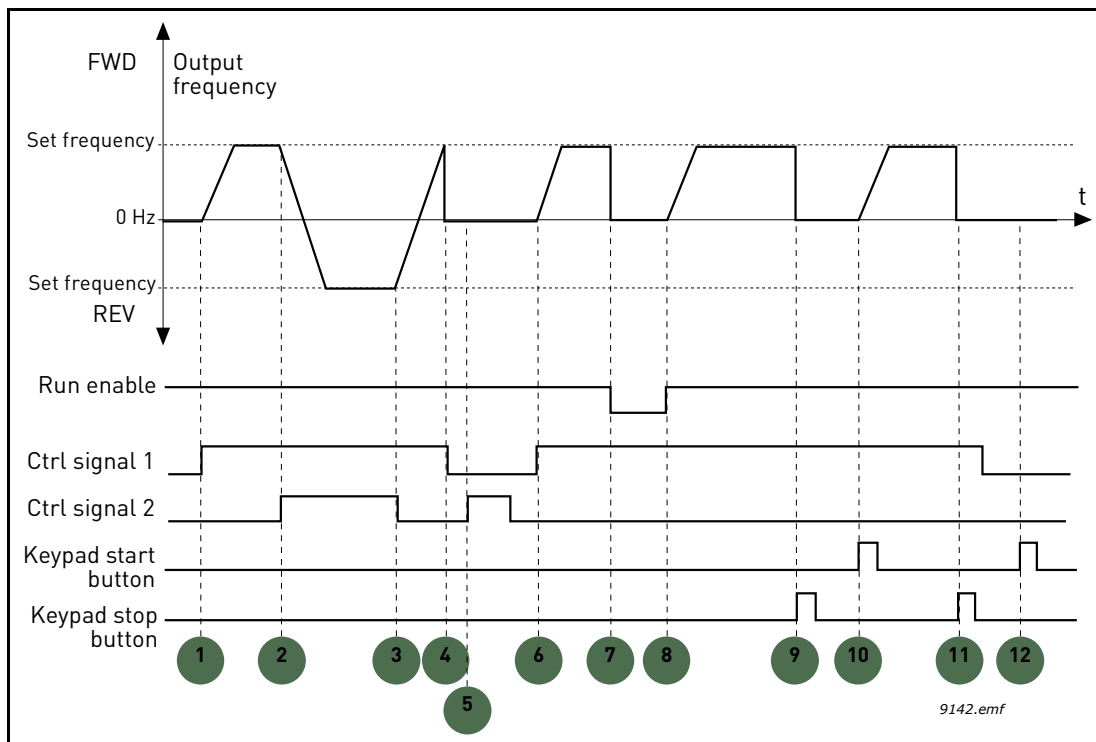 FWD
Output
frequency
Set frequency
t
0 Hz
Set frequency
REV
Run enable
Ctrl signal 1
Ctrl signal 2
Keypad start
button
Keypad stop
button
1 2 3 4 6 7 8 9 10 11 12
5
9142.emf